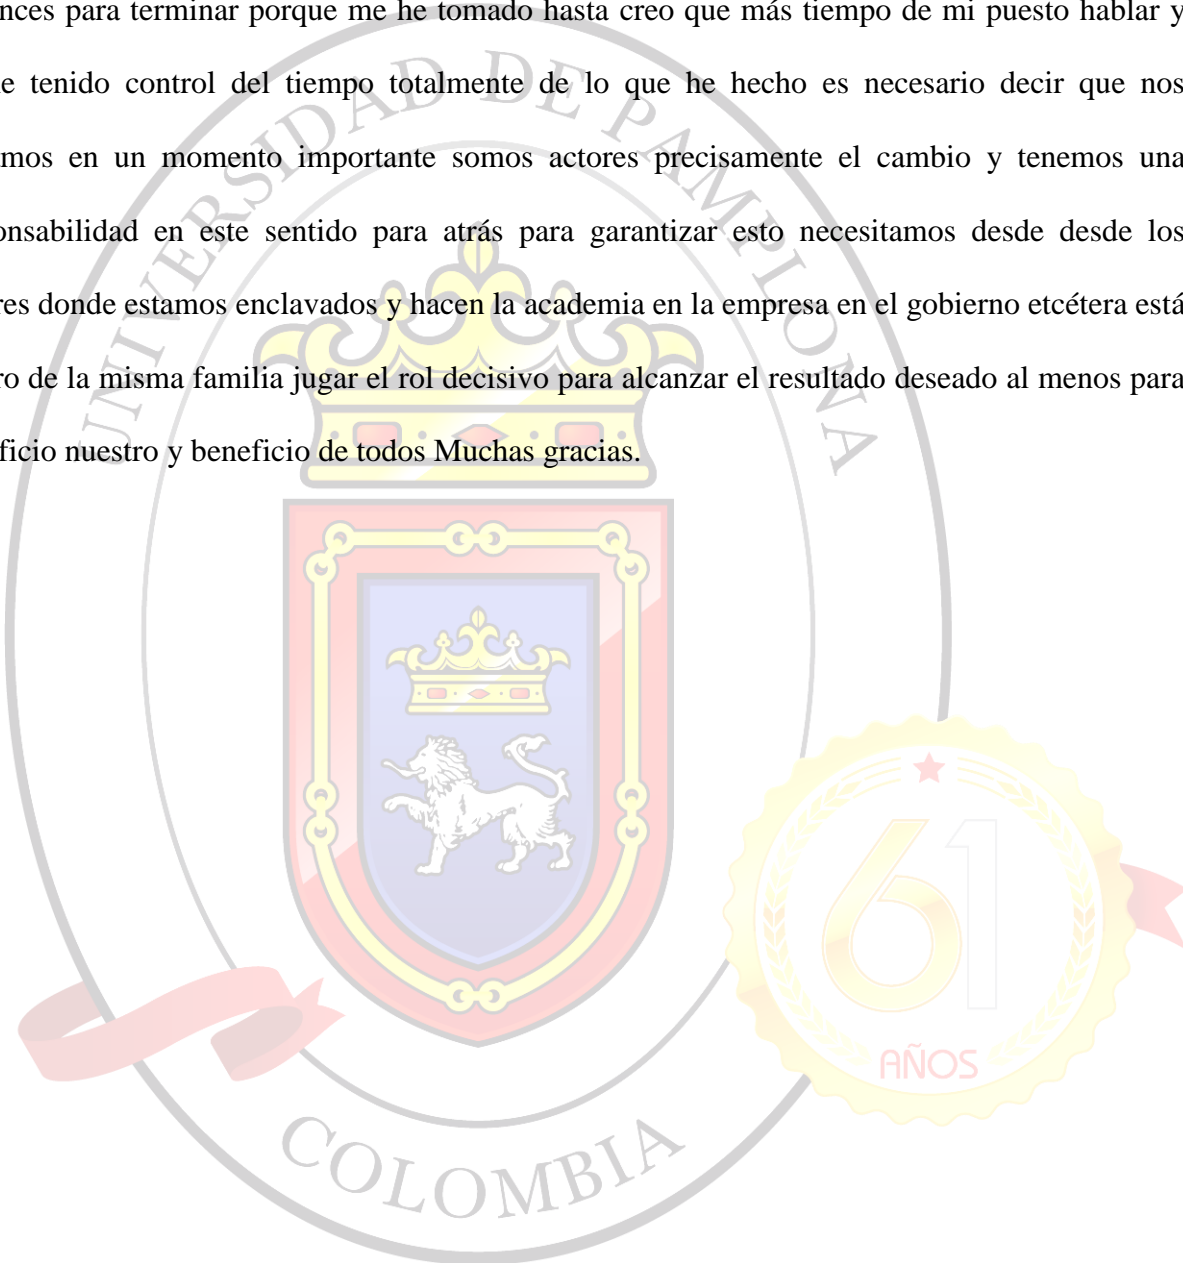 nces para terminar porque me he tomado hasta creo que más tiempo de mi puesto hablar y
e tenido control del tiempo totalmente de lo que he hecho es necesario decir que nos
mos en un momento importante somos actores precisamente el cambio y tenemos una
onsabilidad en este sentido para atrás para garantizar esto necesitamos desde desde los
res donde estamos enclavados y hacen la academia en la empresa en el gobierno etcétera está
ro de la misma familia jugar el rol decisivo para alcanzar el resultado deseado al menos para
ficio nuestro y beneficio de todos Muchas gracias.
UNIVERSIDAD DE PAMPLONA
61
AÑOS
COLOMBIA